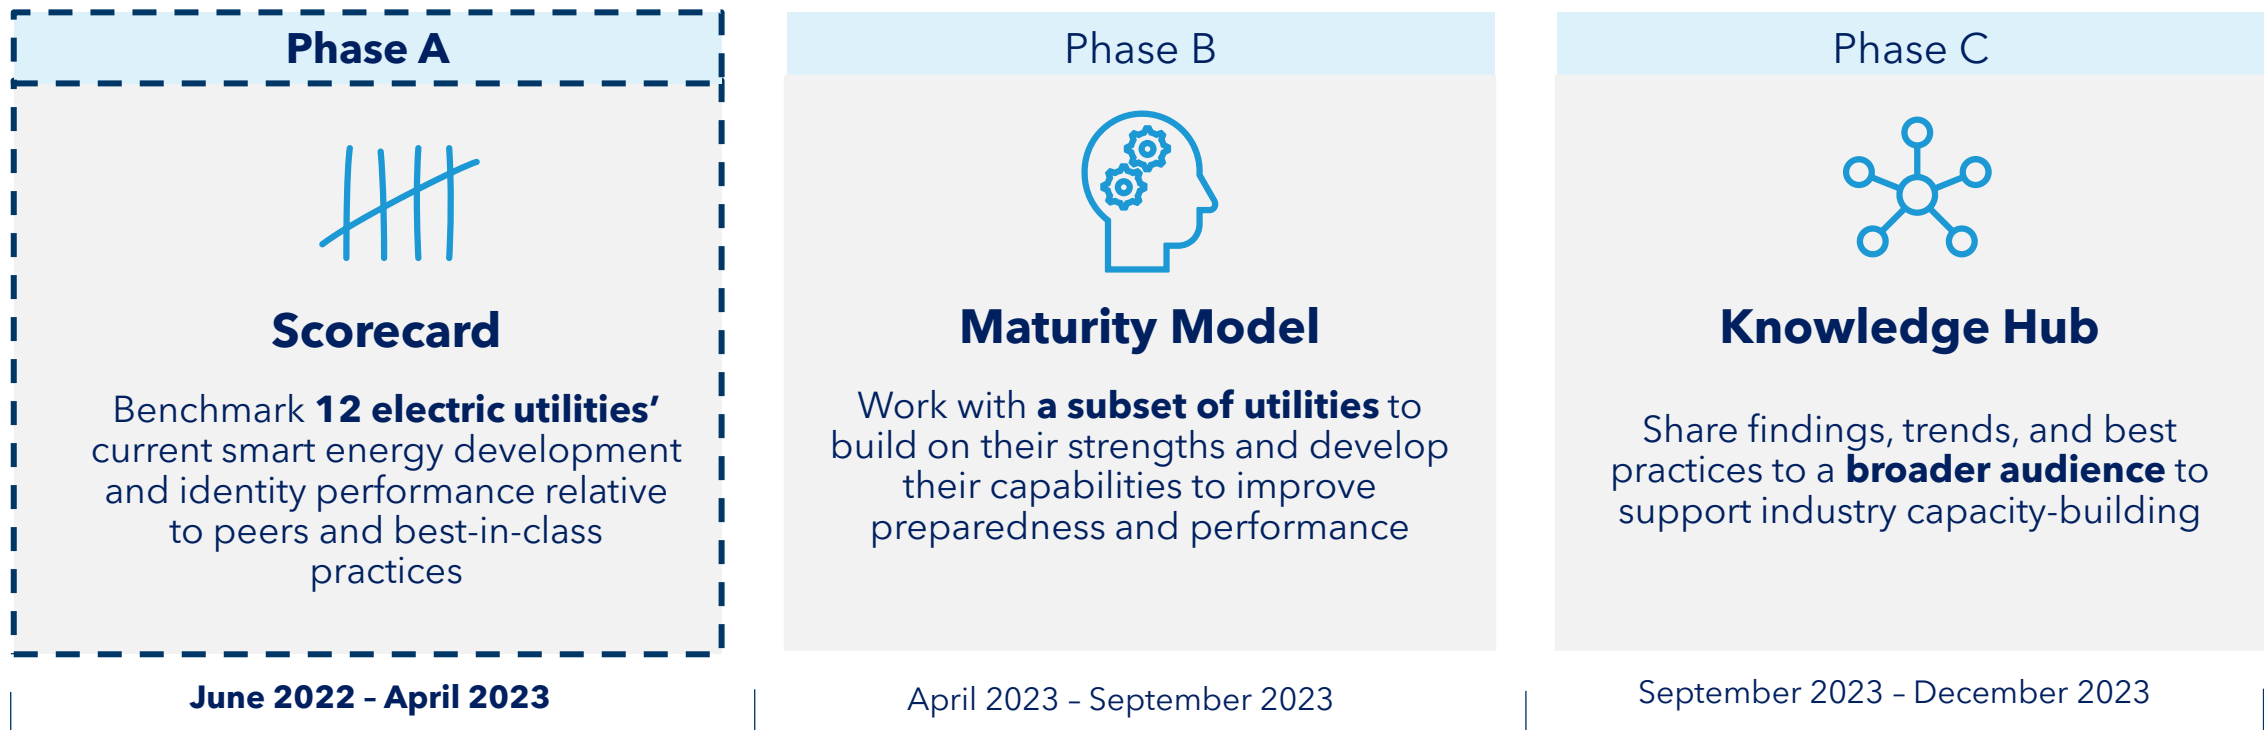 Phase A
Scorecard
Benchmark 12 electric utilities’
current smart energy development
and identity performance relative
to peers and best-in-class
practices
June 2022 – April 2023
Phase B
Maturity Model
Work with a subset of utilities to
build on their strengths and develop
their capabilities to improve
preparedness and performance
April 2023 – September 2023
Phase C
Knowledge Hub
Share findings, trends, and best
practices to a broader audience to
support industry capacity-building
September 2023 – December 2023